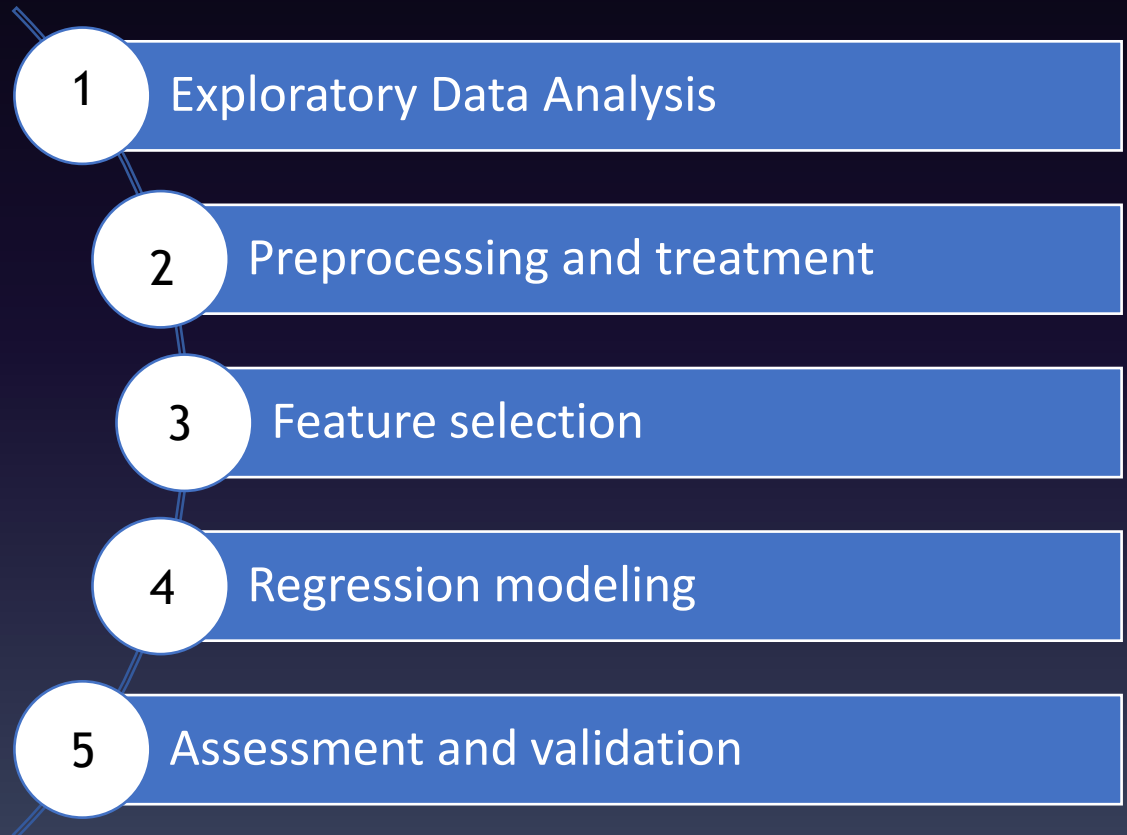 1 Exploratory Data Analysis
2 Preprocessing and treatment
3 Feature selection
4 Regression modeling
5 Assessment and validation